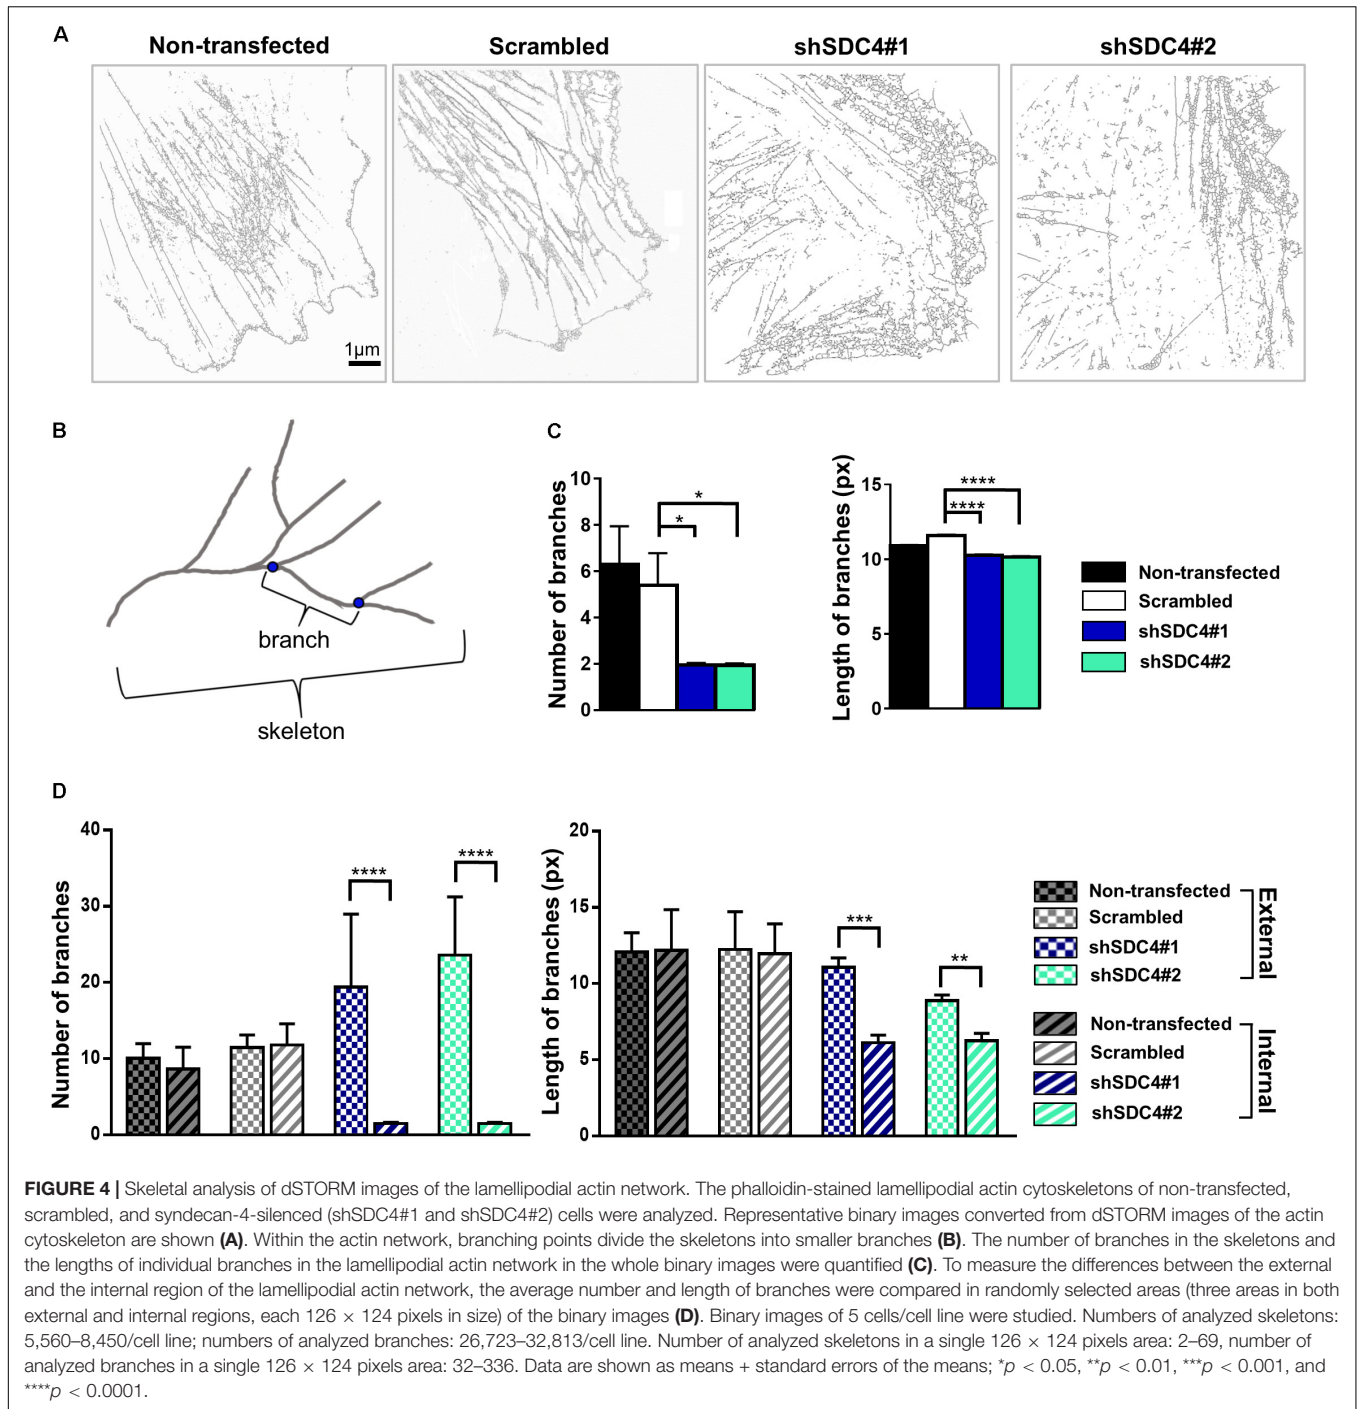 A
Non-transfected
Scrambled
shSDC4#1
shSDC4#2
1µm
B
branch
skeleton
C
Number of branches
10
8
6
4
2
0
*
*
Length of branches (px)
15
10
5
0
****
****
Non-transfected
Scrambled
shSDC4#1
shSDC4#2
D
Number of branches
40
30
20
10
0
****
****
Length of branches (px)
20
15
10
5
0
***
**
Non-transfected
Scrambled
shSDC4#1
shSDC4#2
External
Non-transfected
Scrambled
shSDC4#1
shSDC4#2
Internal
FIGURE 4 | Skeletal analysis of dSTORM images of the lamellipodial actin network. The phalloidin-stained lamellipodial actin cytoskeletons of non-transfected,
scrambled, and syndecan-4-silenced (shSDC4#1 and shSDC4#2) cells were analyzed. Representative binary images converted from dSTORM images of the actin
cytoskeleton are shown (A). Within the actin network, branching points divide the skeletons into smaller branches (B). The number of branches in the skeletons and
the lengths of individual branches in the lamellipodial actin network in the whole binary images were quantified (C). To measure the differences between the external
and the internal region of the lamellipodial actin network, the average number and length of branches were compared in randomly selected areas (three areas in both
external and internal regions, each 126 × 124 pixels in size) of the binary images (D). Binary images of 5 cells/cell line were studied. Numbers of analyzed skeletons:
5,560–8,450/cell line; numbers of analyzed branches: 26,723–32,813/cell line. Number of analyzed skeletons in a single 126 × 124 pixels area: 2–69, number of
analyzed branches in a single 126 × 124 pixels area: 32–336. Data are shown as means + standard errors of the means; *p < 0.05, **p < 0.01, ***p < 0.001, and
****p < 0.0001.